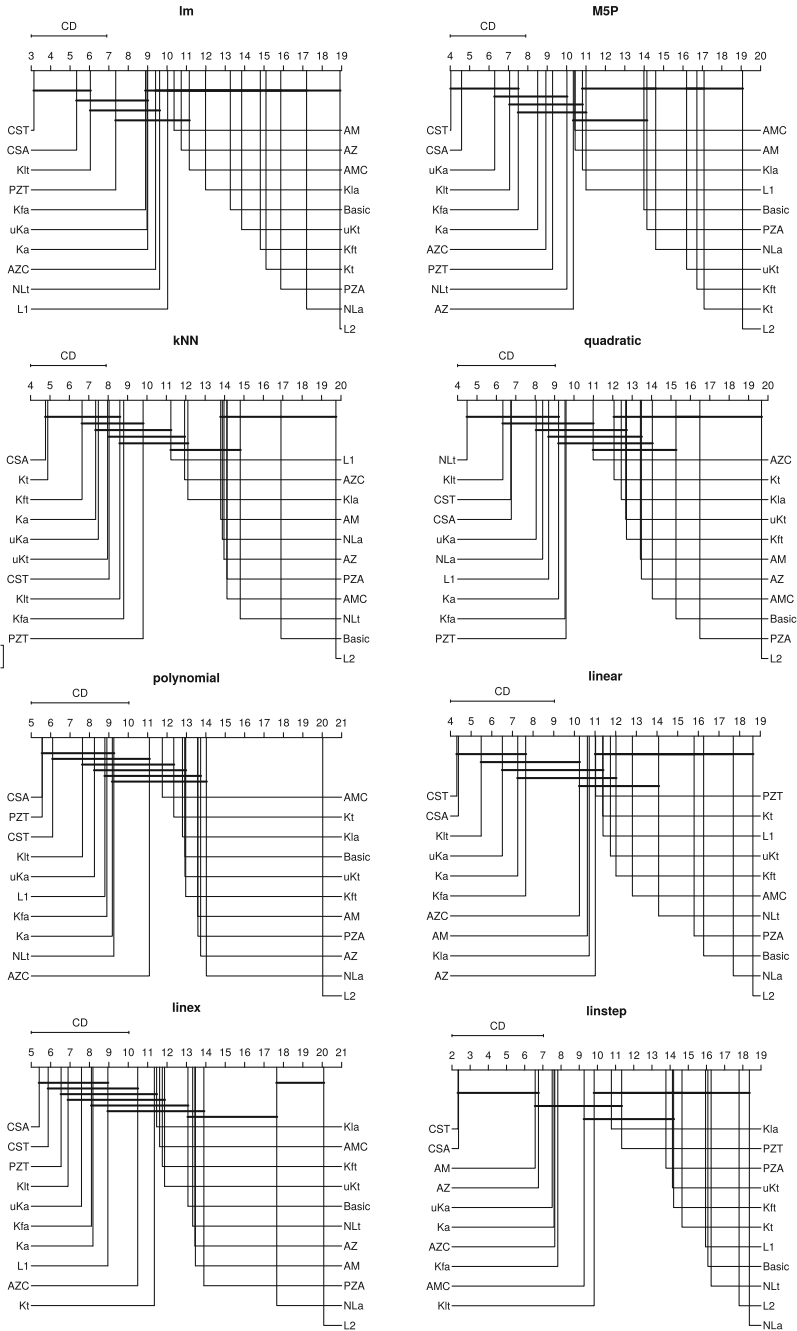 lm
CD
3 4 5 6 7 8 9 10 11 12 13 14 15 16 17 18 19
CST AM
CSA AZ
Klt AMC
PZT Kla
Kfa Basic
uKa uKt
Ka Kft
AZC Kt
NLt PZA
L1 NLa
L2
M5P
CD
4 5 6 7 8 9 10 11 12 13 14 15 16 17 18 19 20
CST AMC
CSA AM
uKa Kla
Klt L1
Kfa Basic
Ka PZA
AZC NLa
PZT uKt
NLt Kft
AZ Kt
L2
kNN
CD
4 5 6 7 8 9 10 11 12 13 14 15 16 17 18 19 20
CSA L1
Kt AZC
Kft Kla
Ka AM
uKa NLa
uKt AZ
CST PZA
Klt AMC
Kfa NLt
PZT Basic
L2
quadratic
CD
4 5 6 7 8 9 10 11 12 13 14 15 16 17 18 19 20
NLt AZC
Klt Kt
CST Kla
CSA uKt
uKa Kft
NLa AM
L1 AZ
Ka AMC
Kfa Basic
PZT PZA
L2
polynomial
CD
5 6 7 8 9 10 11 12 13 14 15 16 17 18 19 20 21
CSA AMC
PZT Kt
CST Kla
Klt Basic
uKa uKt
L1 Kft
Kfa AM
Ka PZA
NLt AZ
AZC NLa
L2
linear
CD
4 5 6 7 8 9 10 11 12 13 14 15 16 17 18 19
CST PZT
CSA Kt
Klt L1
uKa uKt
Ka Kft
Kfa AMC
AZC NLt
AM PZA
Kla Basic
AZ NLa
L2
linex
CD
5 6 7 8 9 10 11 12 13 14 15 16 17 18 19 20 21
CSA Kla
CST AMC
PZT Kft
Klt uKt
uKa Basic
Kfa NLt
Ka AZ
L1 AM
AZC PZA
Kt NLa
L2
linstep
CD
2 3 4 5 6 7 8 9 10 11 12 13 14 15 16 17 18 19
CST Kla
CSA PZT
AM PZA
AZ uKt
uKa Kft
Ka Kt
AZC L1
Kfa Basic
AMC NLt
Klt L2
NLa